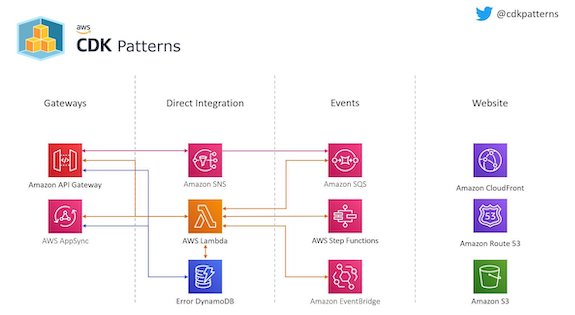 @cdkpatterns
aws
CDK Patterns
Gateways
Direct Integration
Events
Website
Amazon API Gateway
Amazon SNS
Amazon SQS
Amazon CloudFront
AWS AppSync
AWS Lambda
AWS Step Functions
53
Amazon Route 53
Error DynamoDB
Amazon EventBridge
Amazon S3